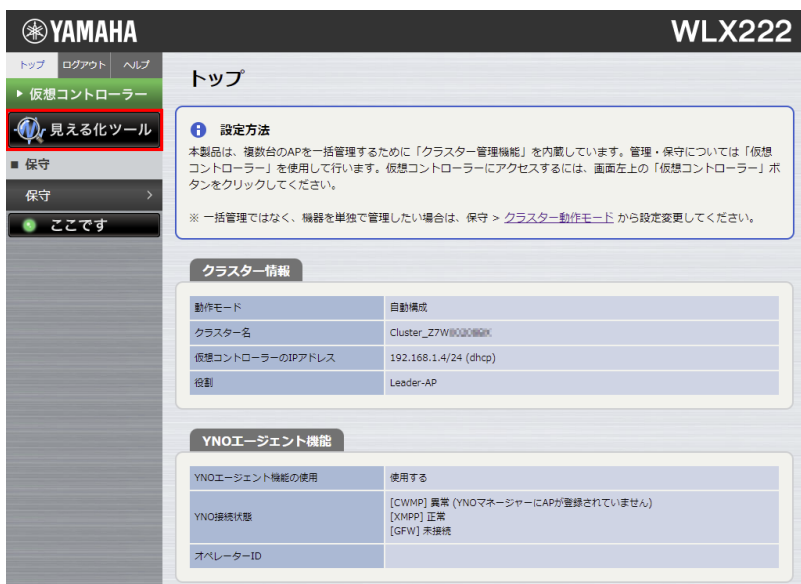 YAMAHA
WLX222
トップ ログアウト ヘルプ
仮想コントローラー
見える化ツール
■ 保守
保守
ここです
トップ
設定方法
本製品は、複数台のAPを一括管理するために「クラスター管理機能」を内蔵しています。管理・保守については「仮想
コントローラー」を使用して行います。仮想コントローラーにアクセスするには、画面左上の「仮想コントローラー」ボ
タンをクリックしてください。
※ 一括管理ではなく、機器を単独で管理したい場合は、保守 > クラスター動作モード から設定変更してください。
クラスター情報
動作モード 自動構成
クラスター名 Cluster_Z7W
仮想コントローラーのIPアドレス 192.168.1.4/24 (dhcp)
役割 Leader-AP
YNOエージェント機能
YNOエージェント機能の使用 使用する
YNO接続状態
[CWMP] 異常 (YNOマネージャーにAPが登録されていません)
[XMPP] 正常
[GFW] 未接続
オペレーターID